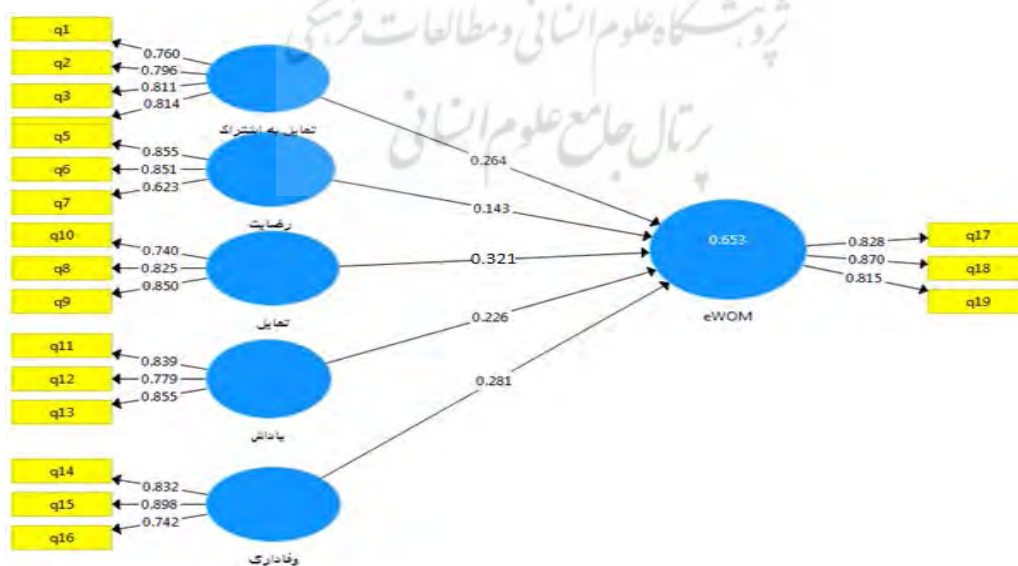 پژوهشگاه علوم انسانی و مطالعات فرهنگی
پرتال جامع علوم انسانی
q1
q2
q3
0.760
0.796
0.811
0.814
تمایل به اشتراک
0.264
q5
q6
q7
0.855
0.851
0.623
رضایت
0.143
q10
q8
q9
0.740
0.825
0.850
تمایل
0.321
q11
q12
q13
0.839
0.779
0.855
پاداش
0.226
q14
q15
q16
0.832
0.898
0.742
وفاداری
0.281
0.653
eWOM
0.828
0.870
0.815
q17
q18
q19